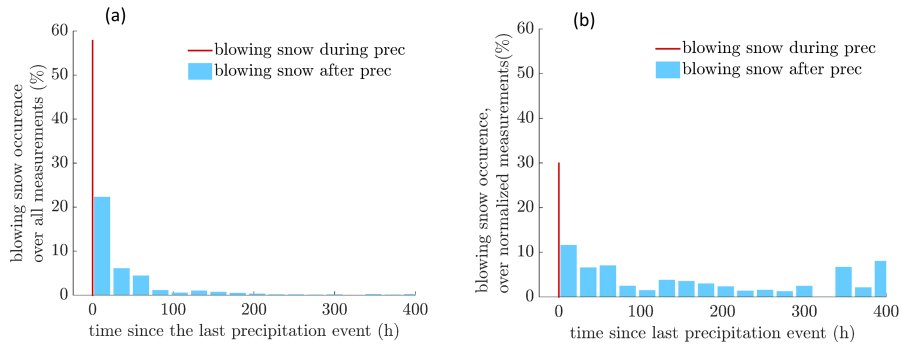 (a)
60
50
40
30
20
10
0
blowing snow occurence
over all measurements (%)
blowing snow during prec
blowing snow after prec
0
100
200
300
400
time since the last precipitation event (h)
(b)
60
50
40
30
20
10
0
blowing snow occurence,
over normalized measurements(%)
blowing snow during prec
blowing snow after prec
0
100
200
300
400
time since last precipitation event (h)